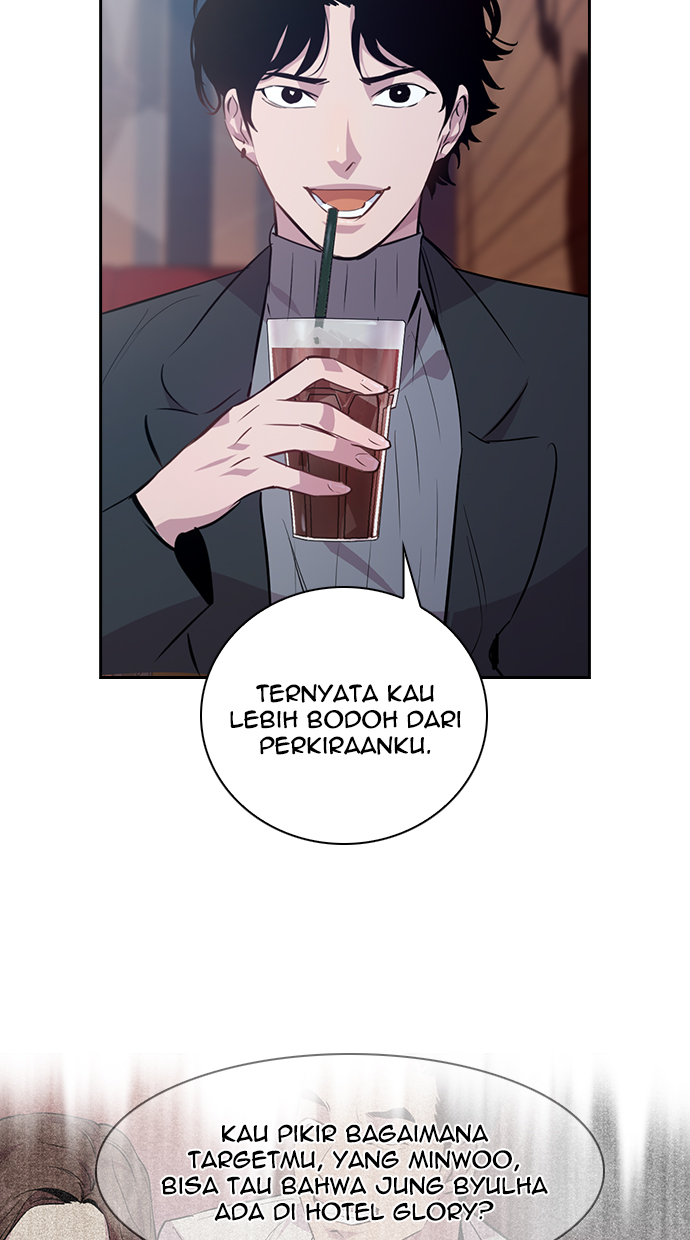 TERNYATA KAU
LEBIH BODOH DARI
PERKIRAANKU.
KAU PIKIR BAGAIMANA
TARGETMU, YANG MINWOO,
BISA TAU BAHWA JUNG BYULHA
ADA DI HOTEL GLORY?